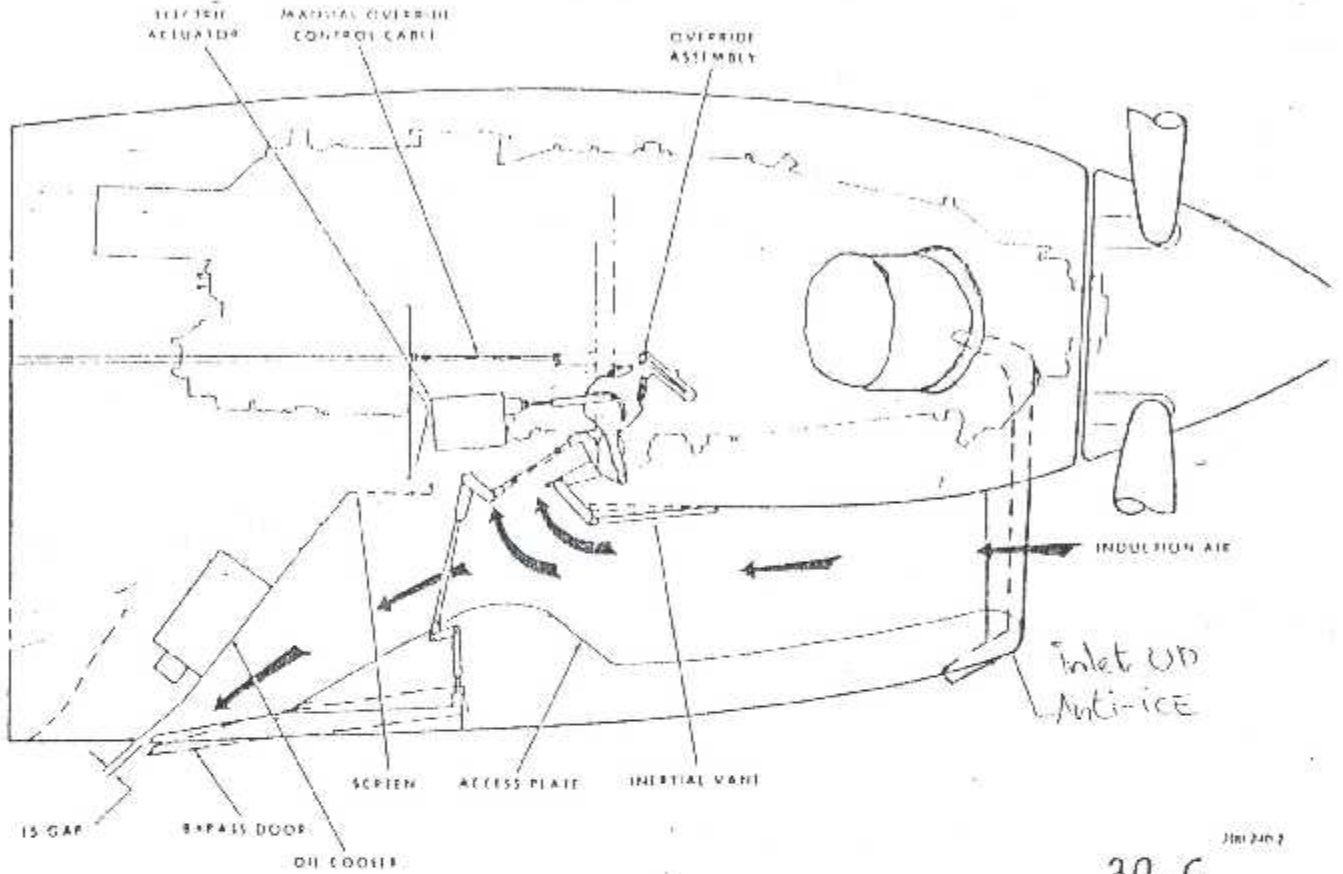 ELECTRIC
ACTUATOR
MANUAL OVERRIDE
CONTROL CABLE
OVERRIDE
ASSEMBLY
INDUCTION AIR
inlet
Anti-ICE
SCREEN
ACCESS PLATE
INERTIAL VANE
BYPASS DOOR
OIL COOLER